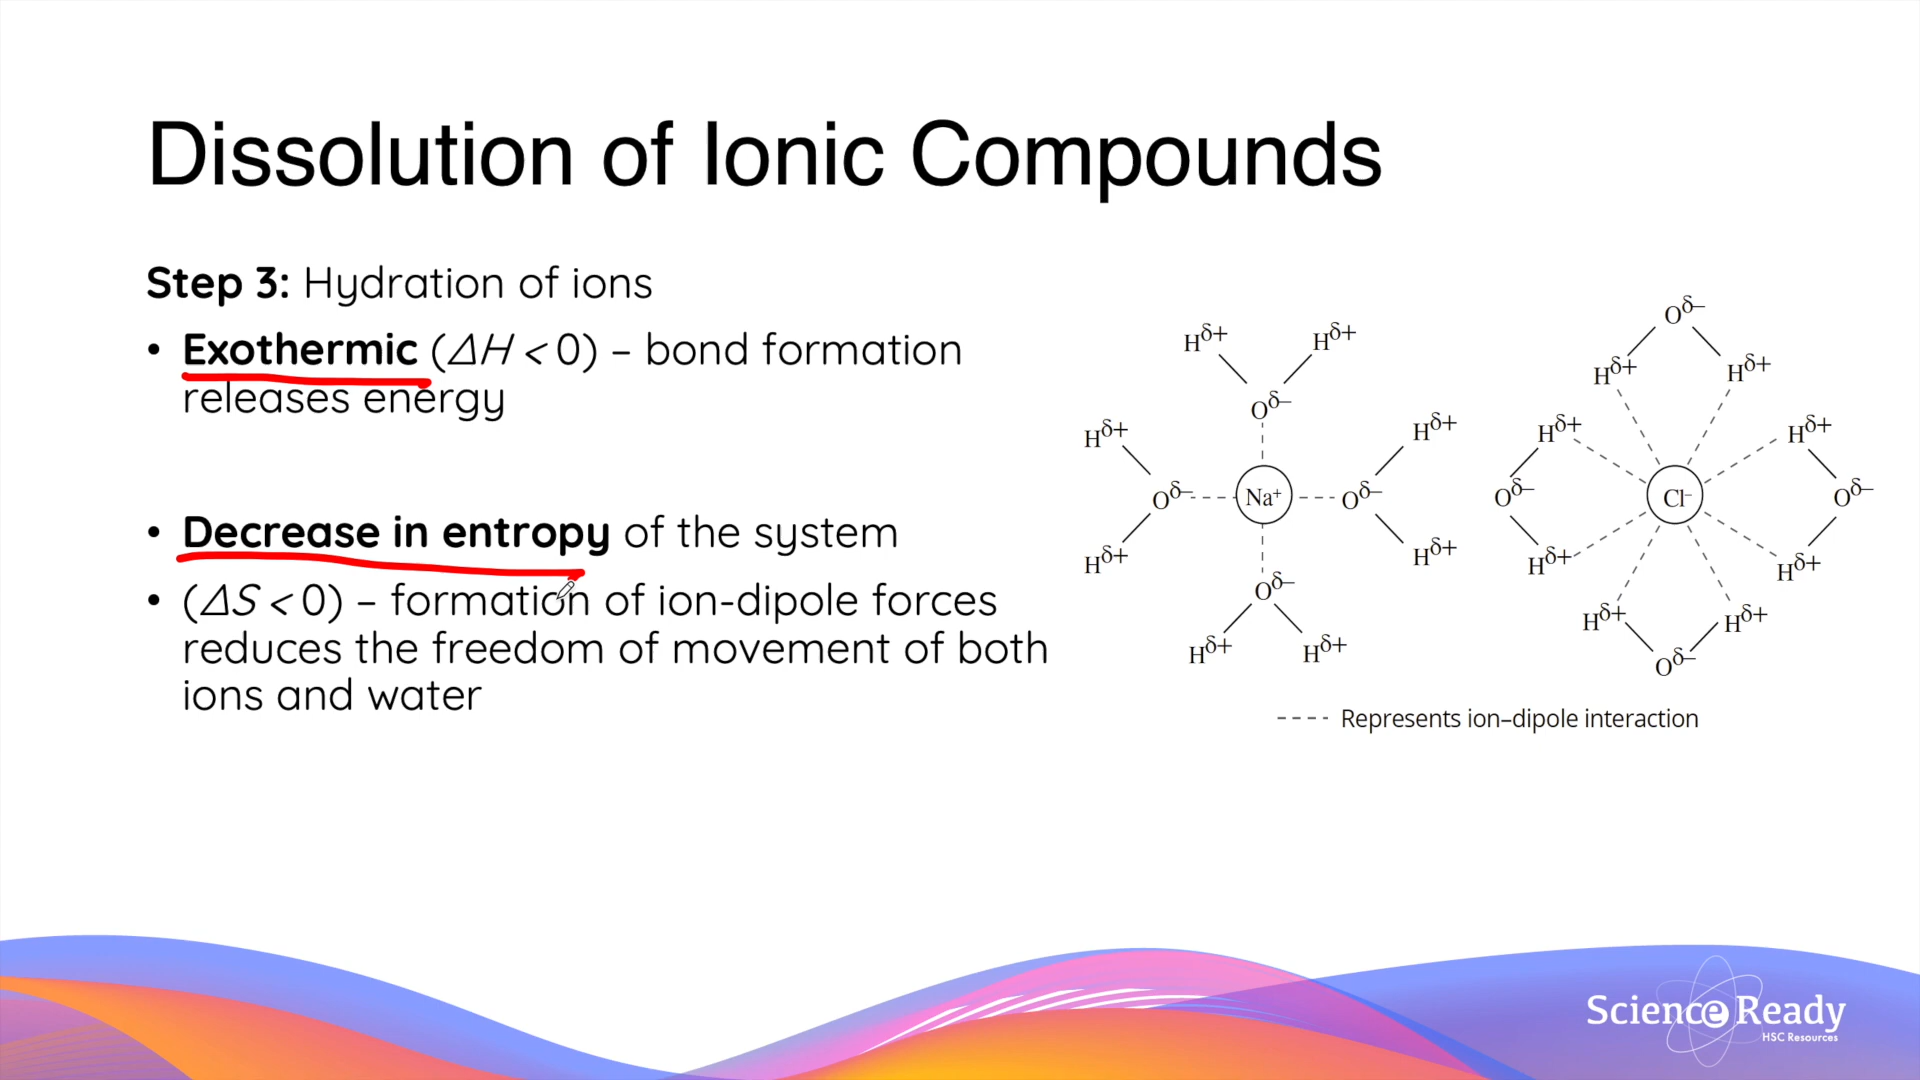 Dissolution of Ionic Compounds
Step 3: Hydration of ions
• Exothermic (ΔH < 0) – bond formation
releases energy
• Decrease in entropy of the system
• (ΔS < 0) – formation of ion-dipole forces
reduces the freedom of movement of both
ions and water
Hδ+ Hδ+
Oδ–
Hδ+ Hδ+
Oδ– Na⁺ Oδ–
Hδ+ Hδ+
Oδ–
Hδ+ Hδ+
Oδ–
Hδ+ Hδ+
Hδ+ Hδ+
Oδ– Cl⁻ Oδ–
Hδ+ Hδ+
Hδ+ Hδ+
Oδ–
Represents ion–dipole interaction
Science Ready
HSC Resources